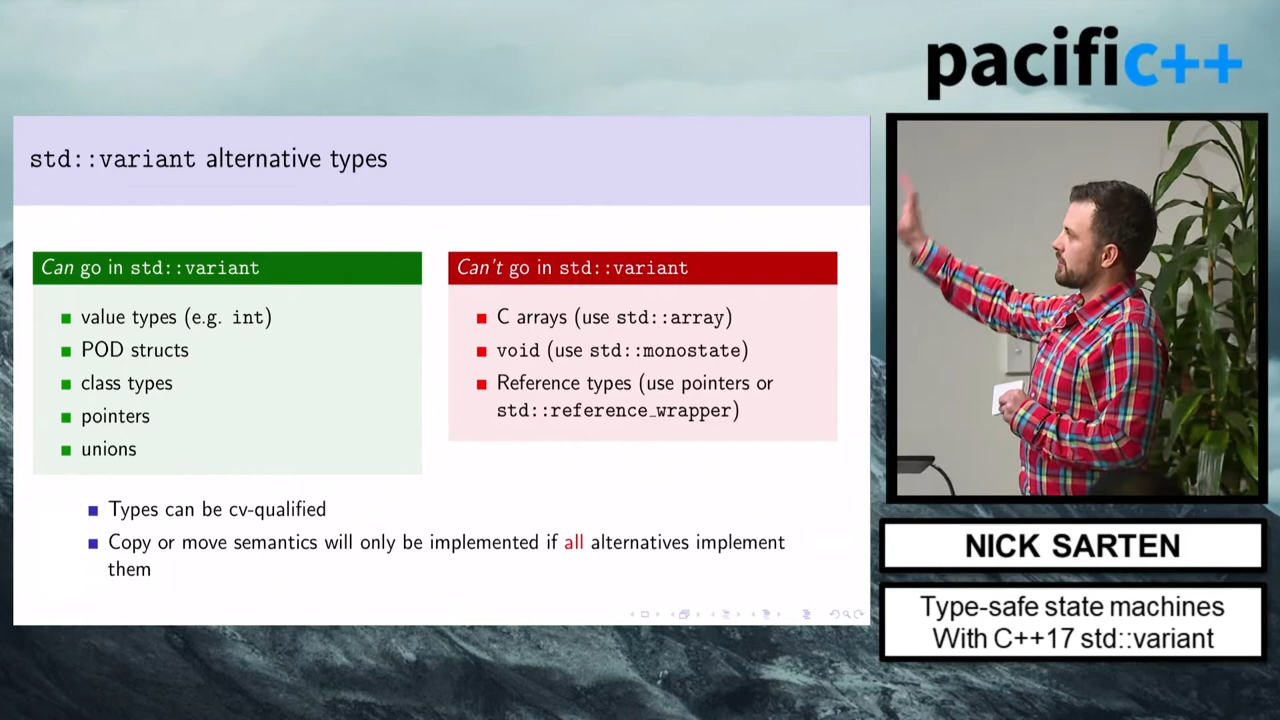 pacific++
std::variant alternative types
Can go in std::variant
value types (e.g. int)
POD structs
class types
pointers
unions
Can't go in std::variant
C arrays (use std::array)
void (use std::monostate)
Reference types (use pointers or
std::reference_wrapper)
Types can be cv-qualified
Copy or move semantics will only be implemented if all alternatives implement
them
NICK SARTEN
Type-safe state machines
With C++17 std::variant